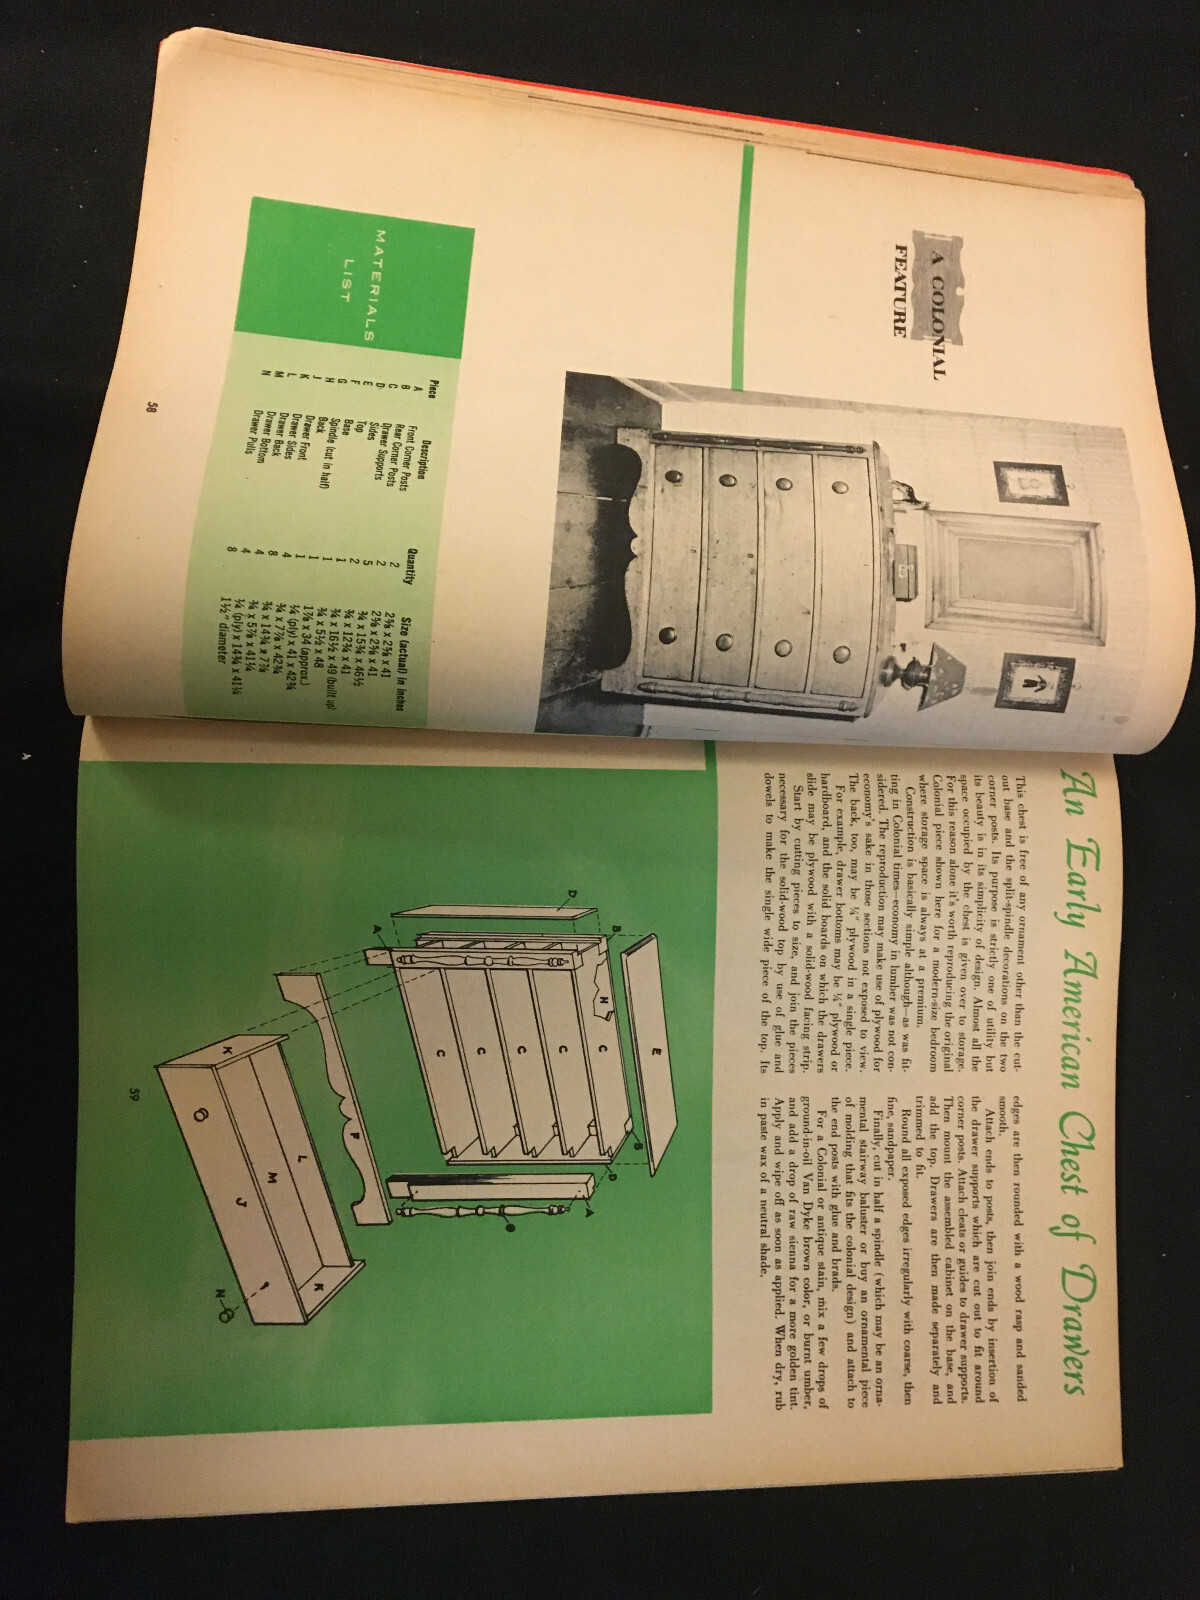 A COLONIAL
FEATURE
MATERIALS
LIST
Piece Description Quantity Size (actual) in inches
A Front Corner Posts 2 2⅝ x 2⅝ x 41
B Rear Corner Posts 2 2⅝ x 2⅝ x 41
C Drawer Supports 5 ¾ x 15¾ x 46½
D Sides 2 ¾ x 12¾ x 41
E Top 1 ¾ x 16½ x 49 (built up)
F Base 1 ¾ x 5½ x 48
G Spindle (cut in half) 1 1⅞ x 34 (approx.)
H Back 1 ¼ (ply) x 41 x 42¾
J Drawer Front 4 ¾ x 7⅞ x 42¾
K Drawer Sides 8 ¾ x 14¾ x 7⅞
L Drawer Back 4 ¾ x 5⅞ x 41¼
M Drawer Bottom 4 ¼ (ply) x 14¾ x 41¼
N Drawer Pulls 8 1½" diameter
58
An Early American Chest of Drawers
This chest is free of any ornament other than the cut-
out base and the split-spindle decorations on the two
corner posts. Its purpose is strictly one of utility but
its beauty is in its simplicity of design. Almost all the
space occupied by the chest is given over to storage.
For this reason alone it's worth reproducing the original
Colonial piece shown here for a modern-size bedroom
where storage space is always at a premium.
Construction is basically simple although—as was fit-
ting in Colonial times—economy in lumber was not con-
sidered. The reproduction may make use of plywood for
economy's sake in those sections not exposed to view.
The back, too, may be ¼" plywood in a single piece.
For example, drawer bottoms may be ¼" plywood or
hardboard, and the solid boards on which the drawers
slide may be plywood with a solid-wood facing strip.
Start by cutting pieces to size, and join the pieces
necessary for the solid-wood top by use of glue and
dowels to make the single wide piece of the top. Its
edges are then rounded with a wood rasp and sanded
smooth.
Attach ends to posts, then join ends by insertion of
the drawer supports which are cut out to fit around
corner posts. Attach cleats or guides to drawer supports.
Then mount the assembled cabinet on the base, and
add the top. Drawers are then made separately and
trimmed to fit.
Round all exposed edges irregularly with coarse, then
fine, sandpaper.
Finally, cut in half a spindle (which may be an orna-
mental stairway baluster or buy an ornamental piece
of molding that fits the colonial design) and attach to
the end posts with glue and brads.
For a Colonial or antique stain, mix a few drops of
ground-in-oil Van Dyke brown color, or burnt umber,
and add a drop of raw sienna for a more golden tint.
Apply and wipe off as soon as applied. When dry, rub
in paste wax of a neutral shade.
E
D
B
H
C
C
C
C
C
B
D
A
A
G
F
K
L
M
J
K
N
59